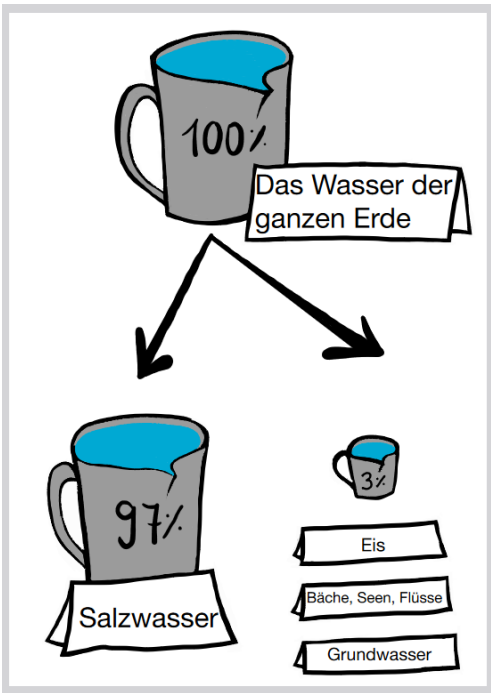 100%
Das Wasser der
ganzen Erde
97%
Salzwasser
3%
Eis
Bäche, Seen, Flüsse
Grundwasser